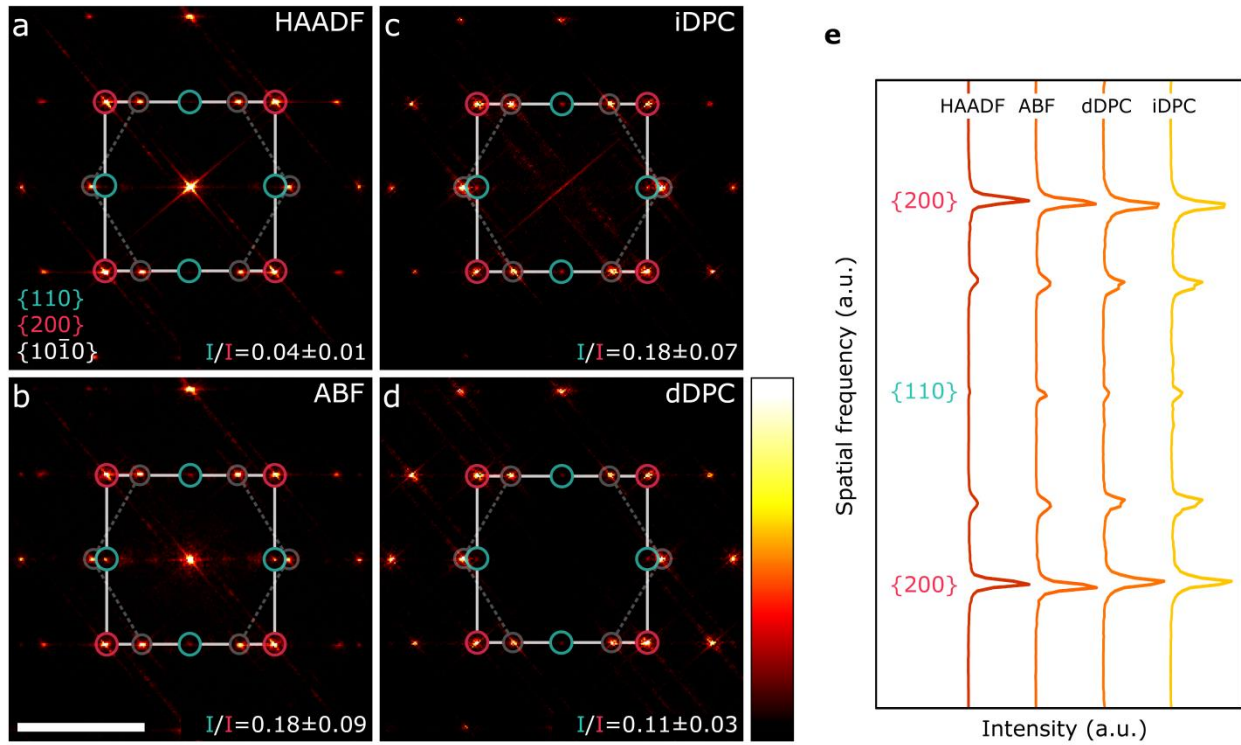 a
HAADF
{110}
{200}
{101̄0}
I/I=0.04±0.01
c
iDPC
I/I=0.18±0.07
b
ABF
I/I=0.18±0.09
d
dDPC
I/I=0.11±0.03
e
HAADF ABF dDPC iDPC
{200}
{110}
{200}
Spatial frequency (a.u.)
Intensity (a.u.)